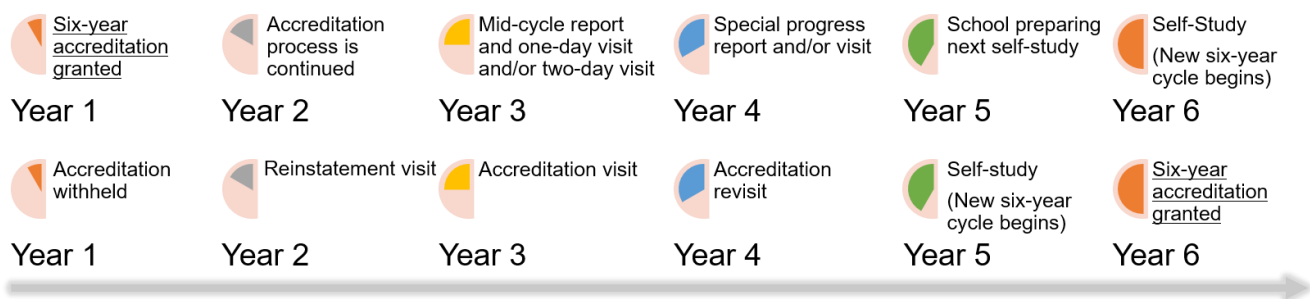 Six-year
accreditation
granted
Year 1
Accreditation
process is
continued
Year 2
Mid-cycle report
and one-day visit
and/or two-day visit
Year 3
Special progress
report and/or visit
Year 4
School preparing
next self-study
Year 5
Self-Study
(New six-year
cycle begins)
Year 6
Accreditation
withheld
Year 1
Reinstatement visit
Year 2
Accreditation visit
Year 3
Accreditation
revisit
Year 4
Self-study
(New six-year
cycle begins)
Year 5
Six-year
accreditation
granted
Year 6